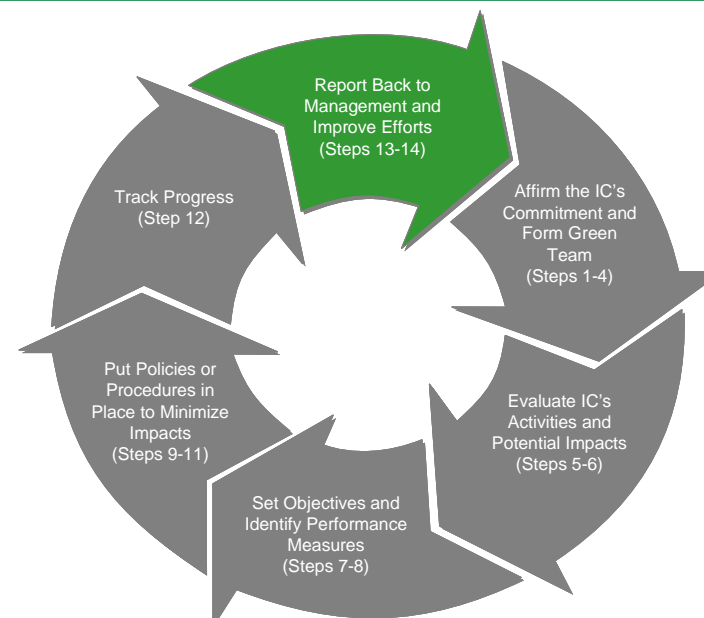 Report Back to
Management and
Improve Efforts
(Steps 13-14)
Affirm the IC's
Commitment and
Form Green
Team
(Steps 1-4)
Evaluate IC's
Activities and
Potential Impacts
(Steps 5-6)
Set Objectives and
Identify Performance
Measures
(Steps 7-8)
Put Policies or
Procedures in
Place to Minimize
Impacts
(Steps 9-11)
Track Progress
(Step 12)